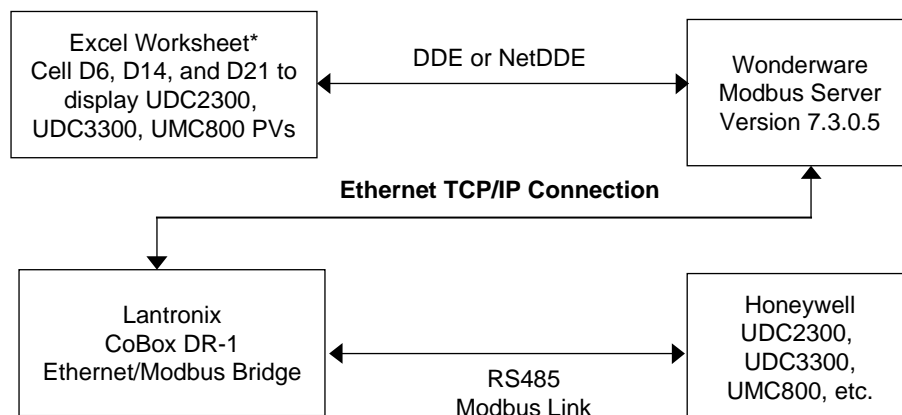 Excel Worksheet*
Cell D6, D14, and D21 to
display UDC2300,
UDC3300, UMC800 PVs
DDE or NetDDE
Wonderware
Modbus Server
Version 7.3.0.5
Ethernet TCP/IP Connection
Lantronix
CoBox DR-1
Ethernet/Modbus Bridge
RS485
Modbus Link
Honeywell
UDC2300,
UDC3300,
UMC800, etc.